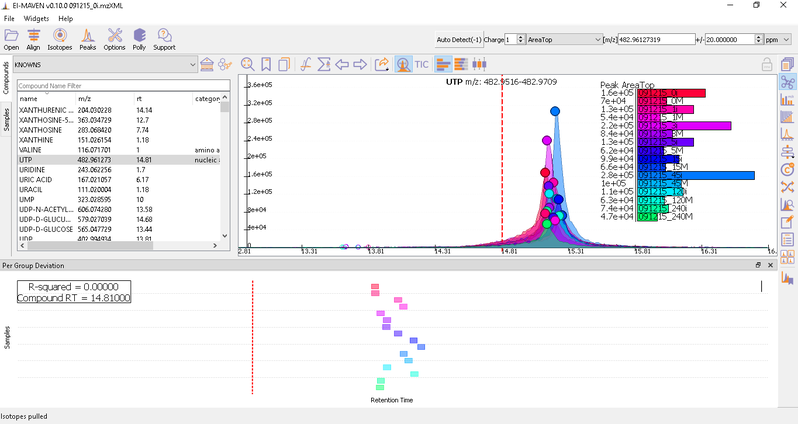 EI-MAVEN v0.10.0 091215_0i.mzXML
File Widgets Help
Open Align Isotopes Peaks Options Polly Support
Auto Detect(-1) Charge 1 AreaTop [m/z] 482.96127319 +/- 20.000000 ppm
KNOWNS TIC
Compounds
Samples
Compound Name Filter
name m/z rt categor
XANTHURENIC ... 204.030228 14.14
XANTHOSINE-5... 363.034729 12.7
XANTHOSINE 283.068420 7.74
XANTHINE 151.026154 1.18
VALINE 116.071701 1 amino a
UTP 482.961273 14.81 nucleic a
URIDINE 243.062256 1.7
URIC ACID 167.021057 6.17
URACIL 111.020004 1.18
UMP 323.028595 10
UDP-N-ACETYL... 606.074280 13.58
UDP-D-GLUCOSE... 579.027039 14.68
UDP-D-GLUCOSE 565.047729 13.44
UDP 402.994934 13.81
UTP m/z: 482.9516-482.9709
3.6e+05
3.2e+05
2.8e+05
2.4e+05
2e+05
1.6e+05
1.2e+05
8e+04
4e+04
2.81 13.31 13.81 14.31 14.81 15.31 15.81 16.31 16.
Peak AreaTop
1.6e+05 091215_0i
7e+04 091215_0M
1.3e+05 091215_1i
5.4e+04 091215_1M
2.2e+05 091215_3i
8.4e+04 091215_3M
1.3e+05 091215_5i
6.2e+04 091215_5M
9.9e+04
6.6e+04 091215_15M
2.8e+05 091215_45i
1e+05
1.1e+05 091215_120i
6.3e+04 091215_120M
7.4e+04 091215_240i
4.7e+04 091215_240M
Per Group Deviation
R-squared = 0.00000
Compound RT = 14.81000
Samples
Retention Time
Isotopes pulled